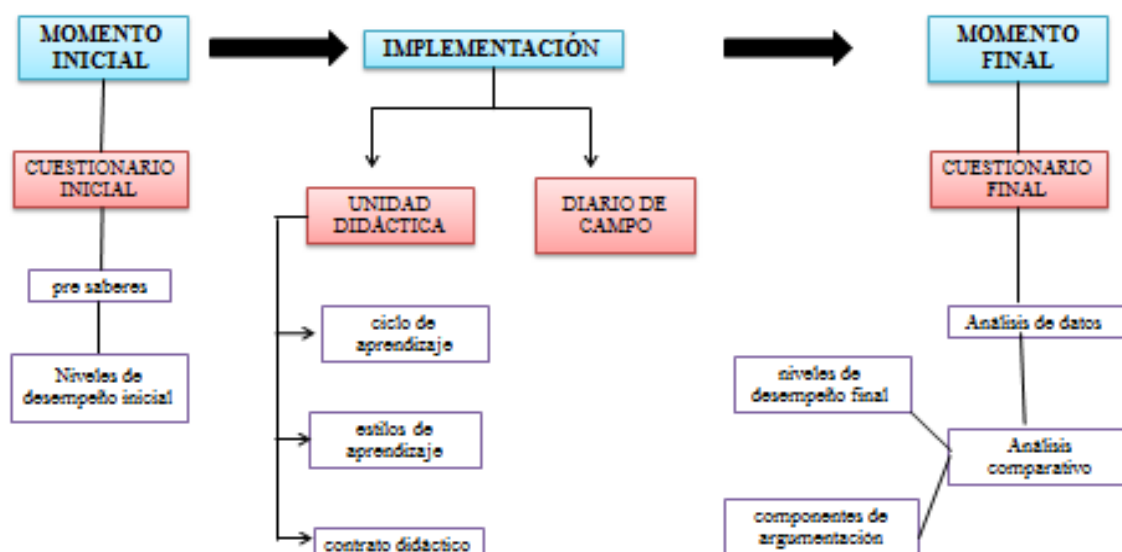 MOMENTO
INICIAL
IMPLEMENTACIÓN
MOMENTO
FINAL
CUESTIONARIO
INICIAL
CUESTIONARIO
FINAL
UNIDAD
DIDÁCTICA
DIARIO DE
CAMPO
pre saberes
ciclo de
aprendizaje
Análisis de datos
Niveles de
desempeño inicial
niveles de
desempeño final
estilos de
aprendizaje
Análisis
comparativo
contrato didáctico
componentes de
argumentación